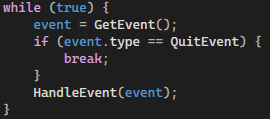 while (true) {
    event = GetEvent();
    if (event.type == QuitEvent) {
        break;
    }
    HandleEvent(event);
}